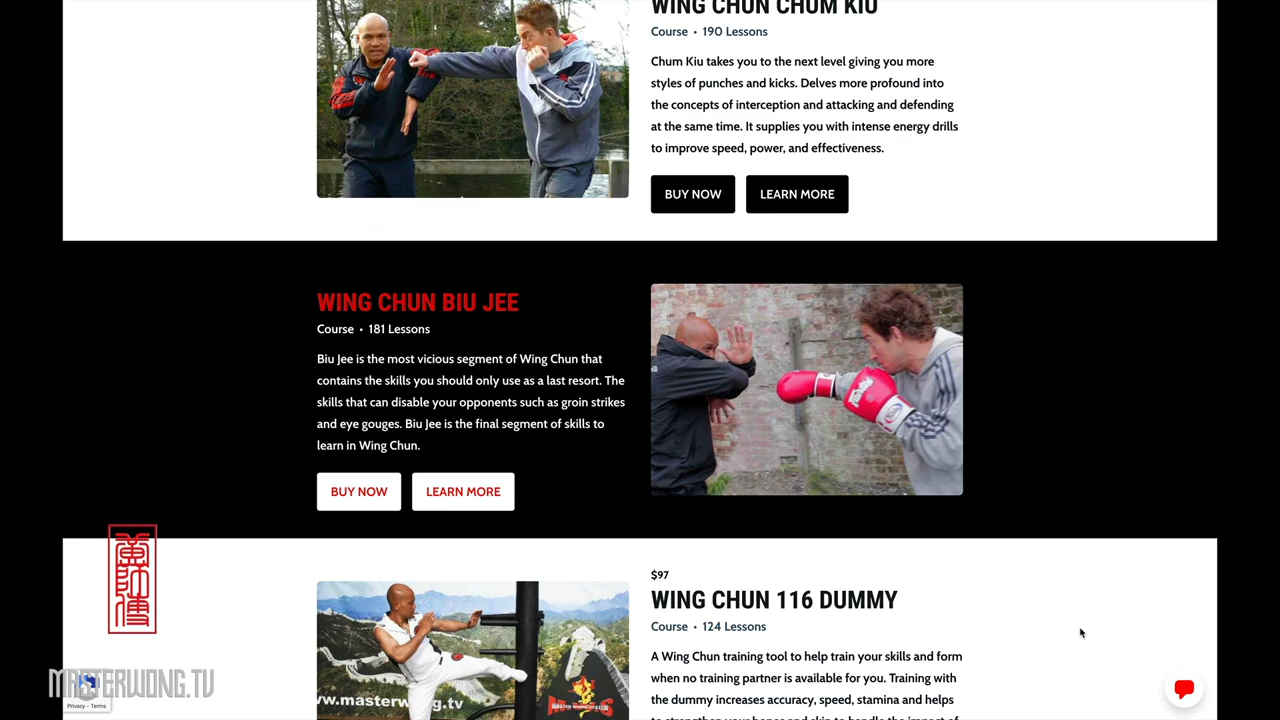 WING CHUN CHUM KIU
Course • 190 Lessons
Chum Kiu takes you to the next level giving you more
styles of punches and kicks. Delves more profound into
the concepts of interception and attacking and defending
at the same time. It supplies you with intense energy drills
to improve speed, power, and effectiveness.
BUY NOW
LEARN MORE
WING CHUN BIU JEE
Course • 181 Lessons
Biu Jee is the most vicious segment of Wing Chun that
contains the skills you should only use as a last resort. The
skills that can disable your opponents such as groin strikes
and eye gouges. Biu Jee is the final segment of skills to
learn in Wing Chun.
BUY NOW
LEARN MORE
黃師傅
$97
WING CHUN 116 DUMMY
Course • 124 Lessons
A Wing Chun training tool to help train your skills and form
when no training partner is available for you. Training with
the dummy increases accuracy, speed, stamina and helps
www.masterwong.tv
MASTERWONG.TV
Privacy - Terms